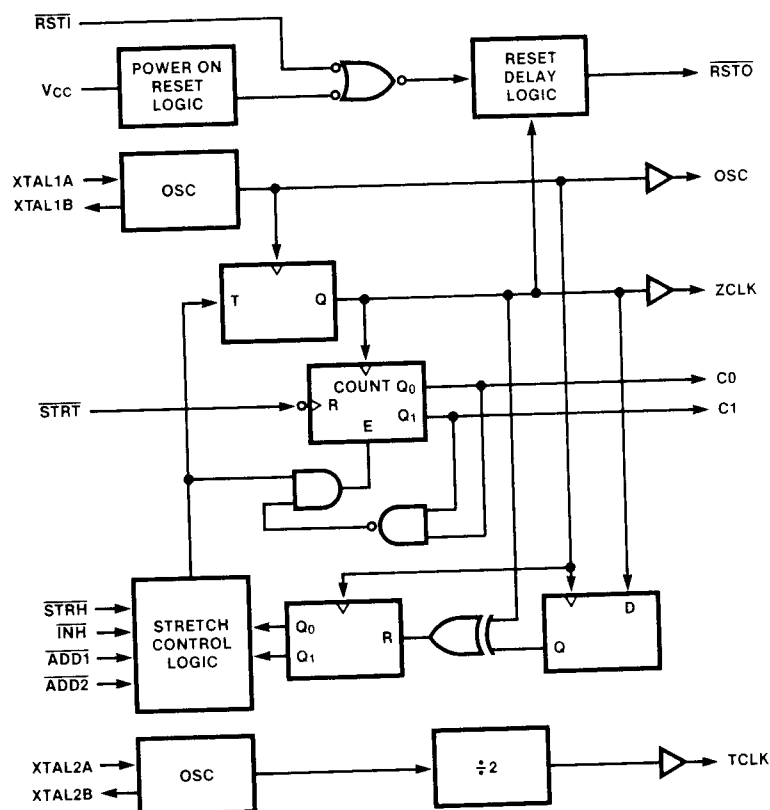 RSTI
POWER ON
RESET
LOGIC
VCC
RESET
DELAY
LOGIC
RSTO
XTAL1A
XTAL1B
OSC
OSC
T
Q
ZCLK
COUNT
Q0
C0
STRT
R
Q1
C1
E
STRH
INH
ADD1
ADD2
STRETCH
CONTROL
LOGIC
Q0
Q1
R
D
Q
XTAL2A
XTAL2B
OSC
÷2
TCLK